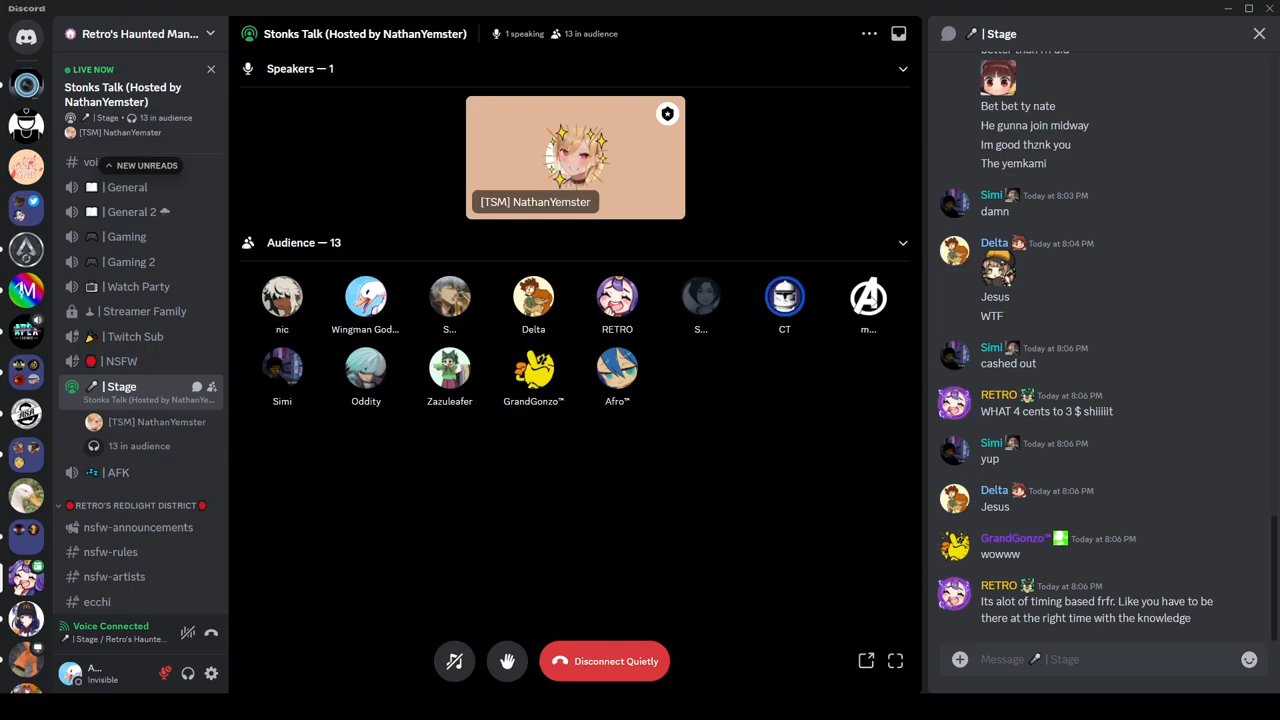 Discord
Retro's Haunted Man...
LIVE NOW
Stonks Talk (Hosted by
NathanYemster)
| Stage • 13 in audience
[TSM] NathanYemster
voi
NEW UNREADS
| General
| General 2
| Gaming
| Gaming 2
| Watch Party
| Streamer Family
| Twitch Sub
| NSFW
| Stage
Stonks Talk (Hosted by NathanYe...
[TSM] NathanYemster
13 in audience
| AFK
RETRO'S REDLIGHT DISTRICT
nsfw-announcements
nsfw-rules
nsfw-artists
ecchi
Voice Connected
| Stage / Retro's Haunte...
A...
Invisible
Stonks Talk (Hosted by NathanYemster)
1 speaking
13 in audience
Speakers — 1
[TSM] NathanYemster
Audience — 13
nic
Wingman God...
S...
Delta
RETRO
S...
CT
m...
Simi
Oddity
Zazuleafer
GrandGonzo™
Afro™
Disconnect Quietly
| Stage
Bet bet ty nate
He gunna join midway
Im good thznk you
The yemkami
Simi Today at 8:03 PM
damn
Delta Today at 8:04 PM
Jesus
WTF
Simi Today at 8:06 PM
cashed out
RETRO Today at 8:06 PM
WHAT 4 cents to 3 $ shiiiiit
Simi Today at 8:06 PM
yup
Delta Today at 8:06 PM
Jesus
GrandGonzo™ Today at 8:06 PM
wowww
RETRO Today at 8:06 PM
Its alot of timing based frfr. Like you have to be
there at the right time with the knowledge
Message | Stage